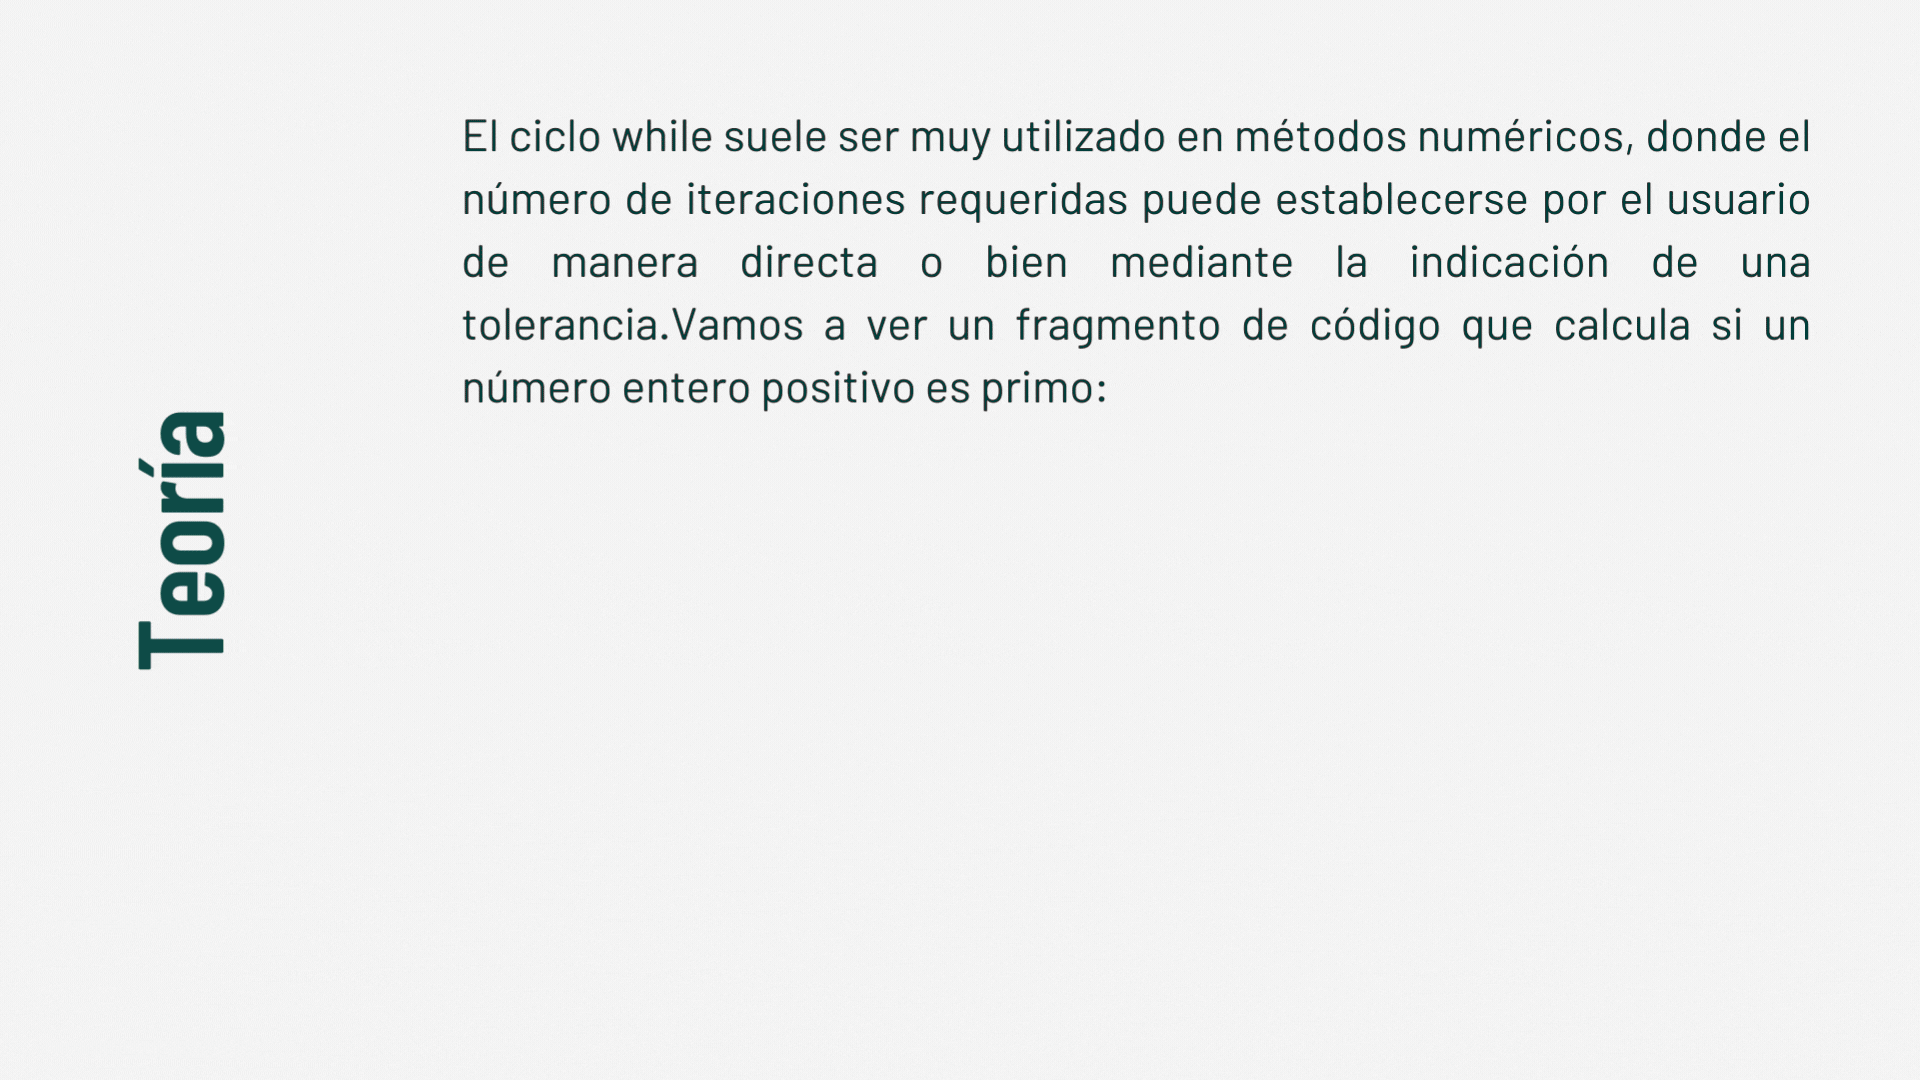 Teoría
El ciclo while suele ser muy utilizado en métodos numéricos, donde el
número de iteraciones requeridas puede establecerse por el usuario
de manera directa o bien mediante la indicación de una
tolerancia.Vamos a ver un fragmento de código que calcula si un
número entero positivo es primo: